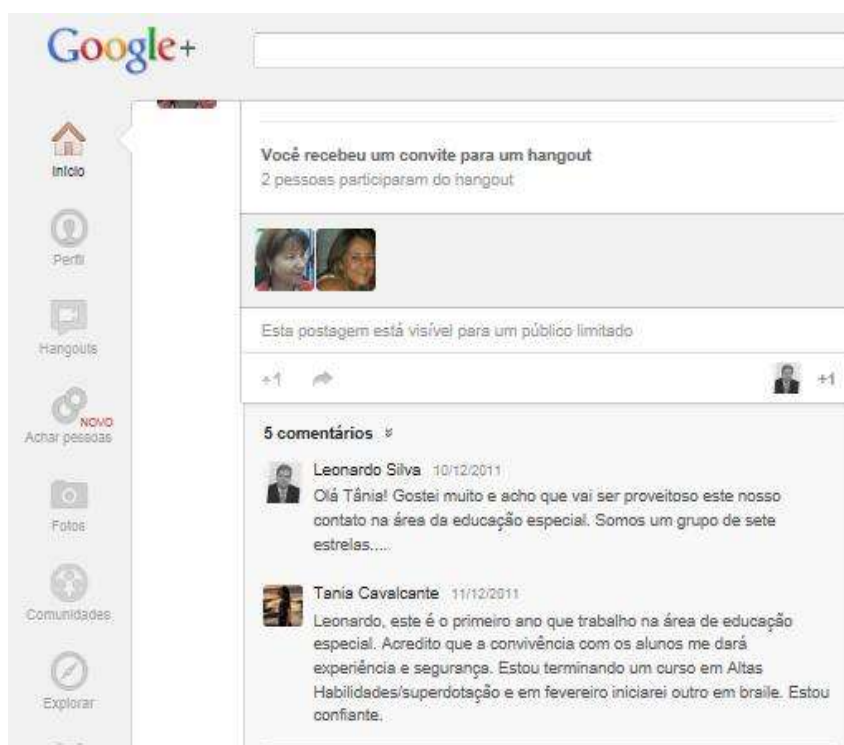 Google+
Início
Perfil
Hangouts
NOVO
Achar pessoas
Fotos
Comunidades
Explorar
Você recebeu um convite para um hangout
2 pessoas participaram do hangout
Esta postagem está visível para um público limitado
+1
+1
5 comentários
Leonardo Silva 10/12/2011
Olá Tânia! Gostei muito e acho que vai ser proveitoso este nosso
contato na área da educação especial. Somos um grupo de sete
estrelas.....
Tania Cavalcante 11/12/2011
Leonardo, este é o primeiro ano que trabalho na área de educação
especial. Acredito que a convivência com os alunos me dará
experiência e segurança. Estou terminando um curso em Altas
Habilidades/superdotação e em fevereiro iniciarei outro em braile. Estou
confiante.